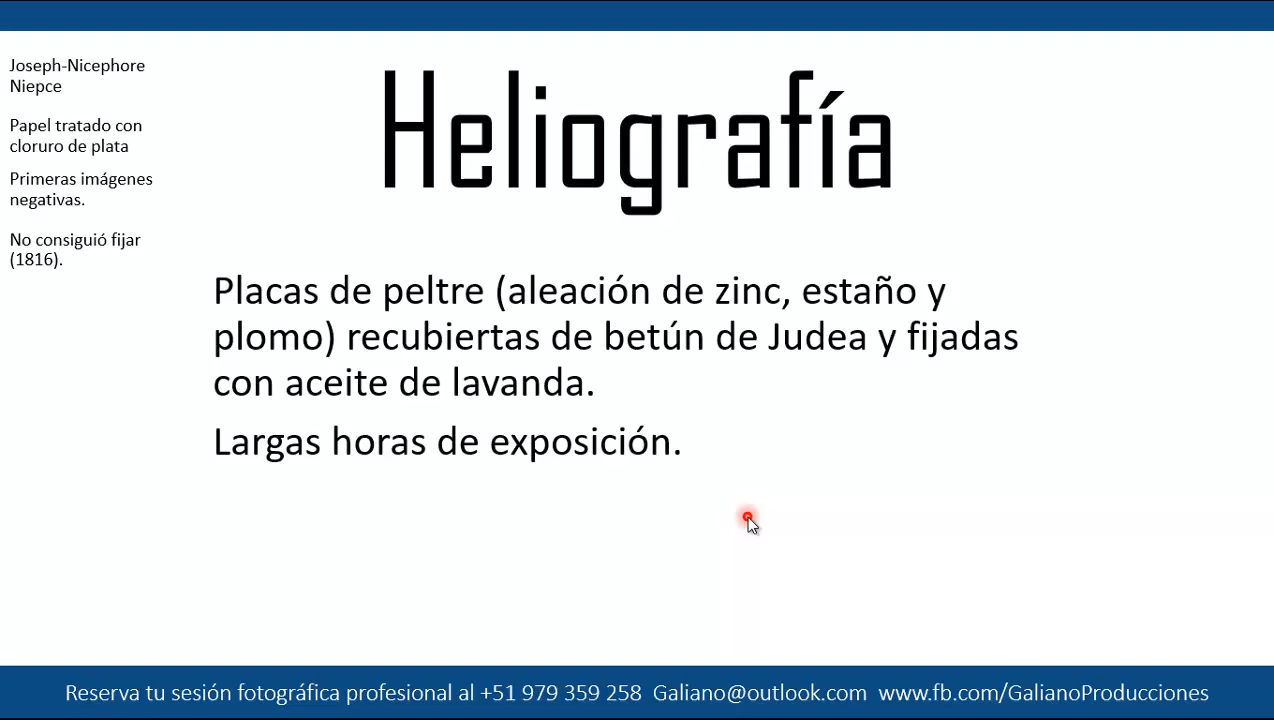 Joseph-Nicephore
Niepce
Papel tratado con
cloruro de plata
Primeras imágenes
negativas.
No consiguió fijar
(1816).
Heliografía
Placas de peltre (aleación de zinc, estaño y
plomo) recubiertas de betún de Judea y fijadas
con aceite de lavanda.
Largas horas de exposición.
Reserva tu sesión fotográfica profesional al +51 979 359 258 Galiano@outlook.com www.fb.com/GalianoProducciones